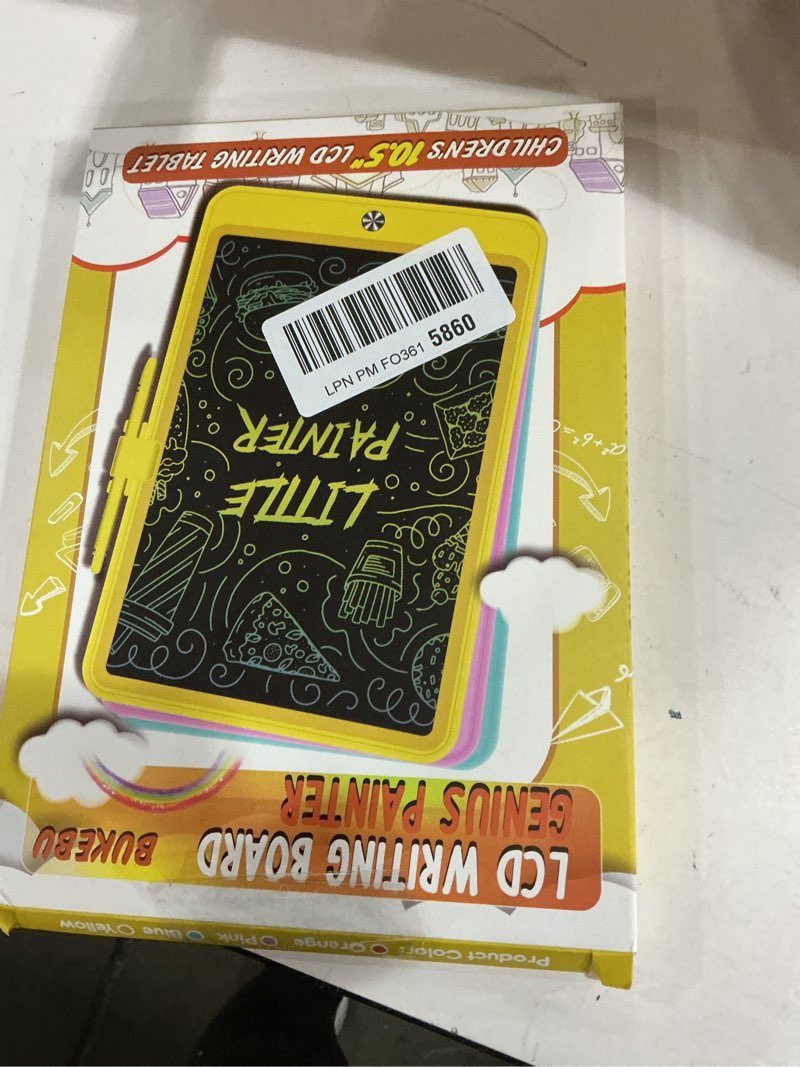 Product Color: Orange Pink Blue Yellow
LCD WRITING BOARD
BUKEBU
GENIUS PAINTER
LITTLE
PAINTER
LPN PM FO361 5860
CHILDREN'S 10.5" LCD WRITING TABLET